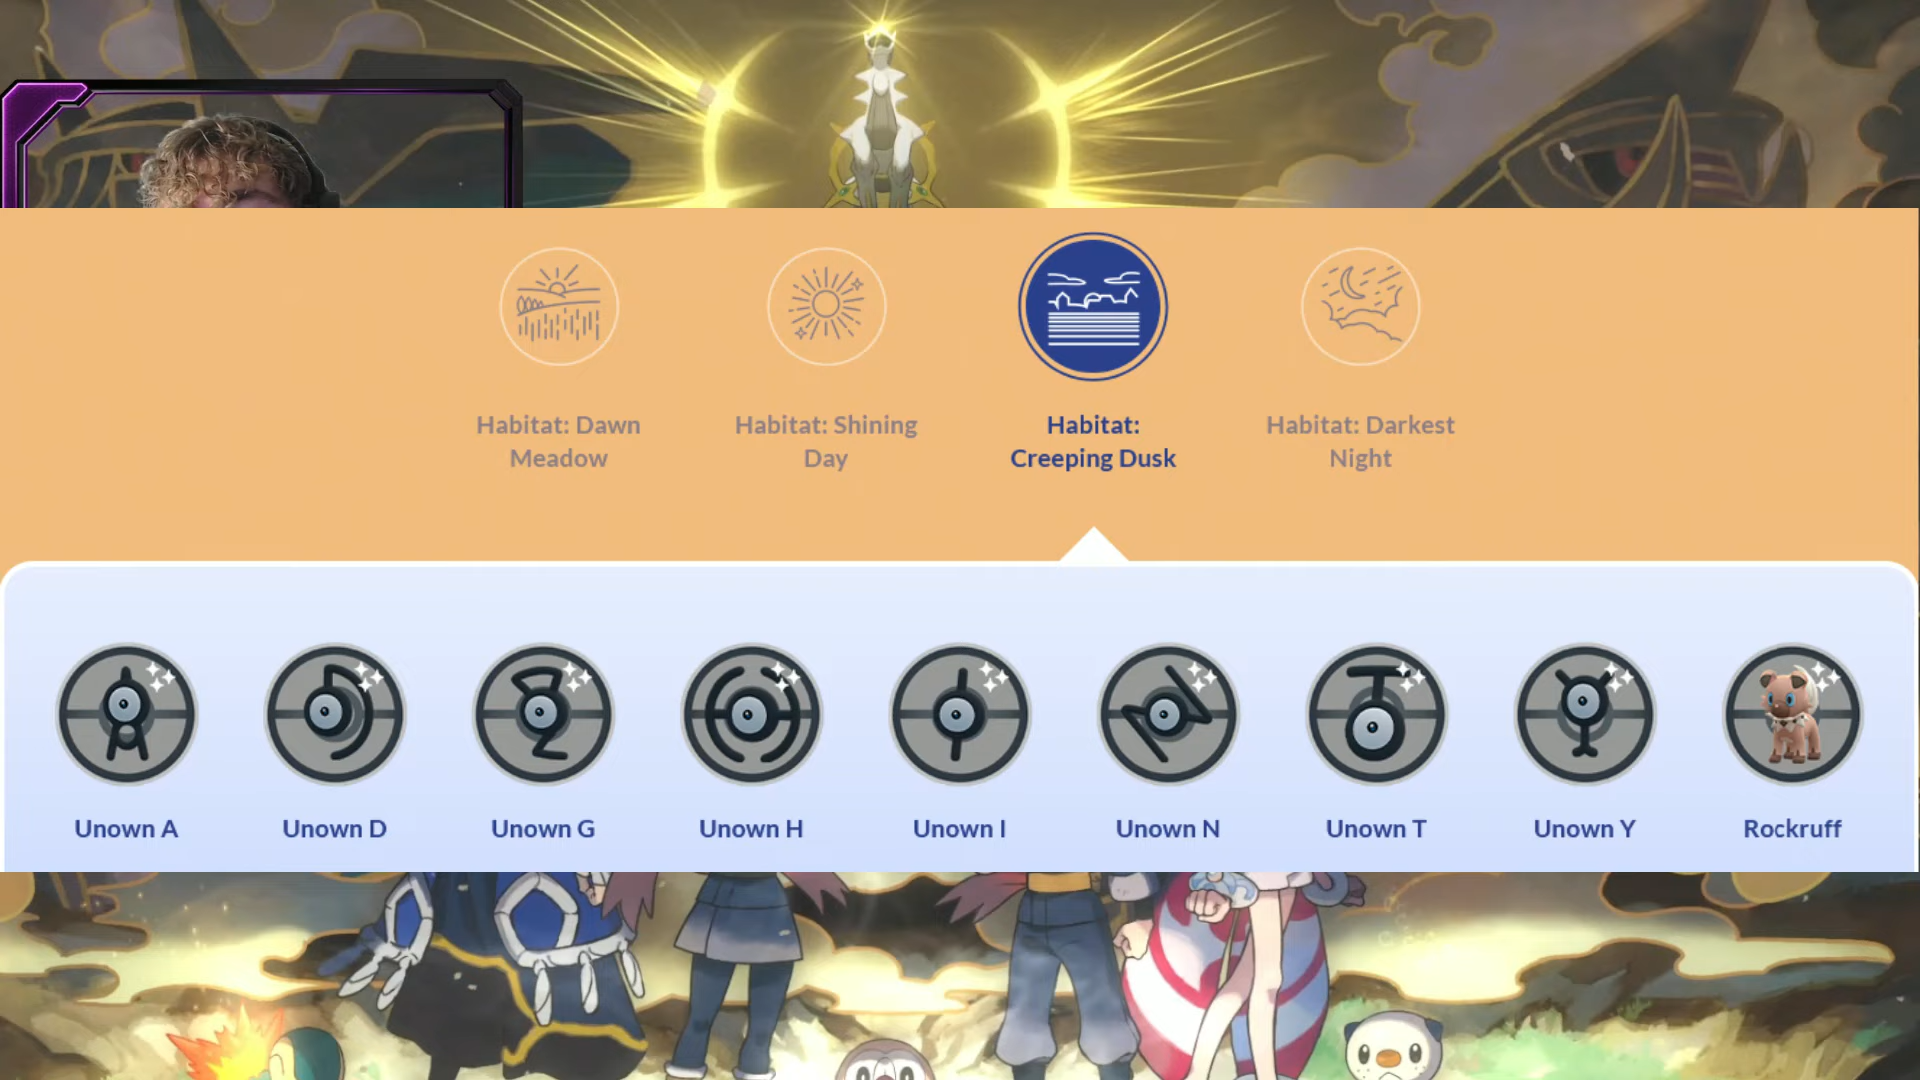 Habitat: Dawn
Meadow
Habitat: Shining
Day
Habitat:
Creeping Dusk
Habitat: Darkest
Night
Unown A
Unown D
Unown G
Unown H
Unown I
Unown N
Unown T
Unown Y
Rockruff